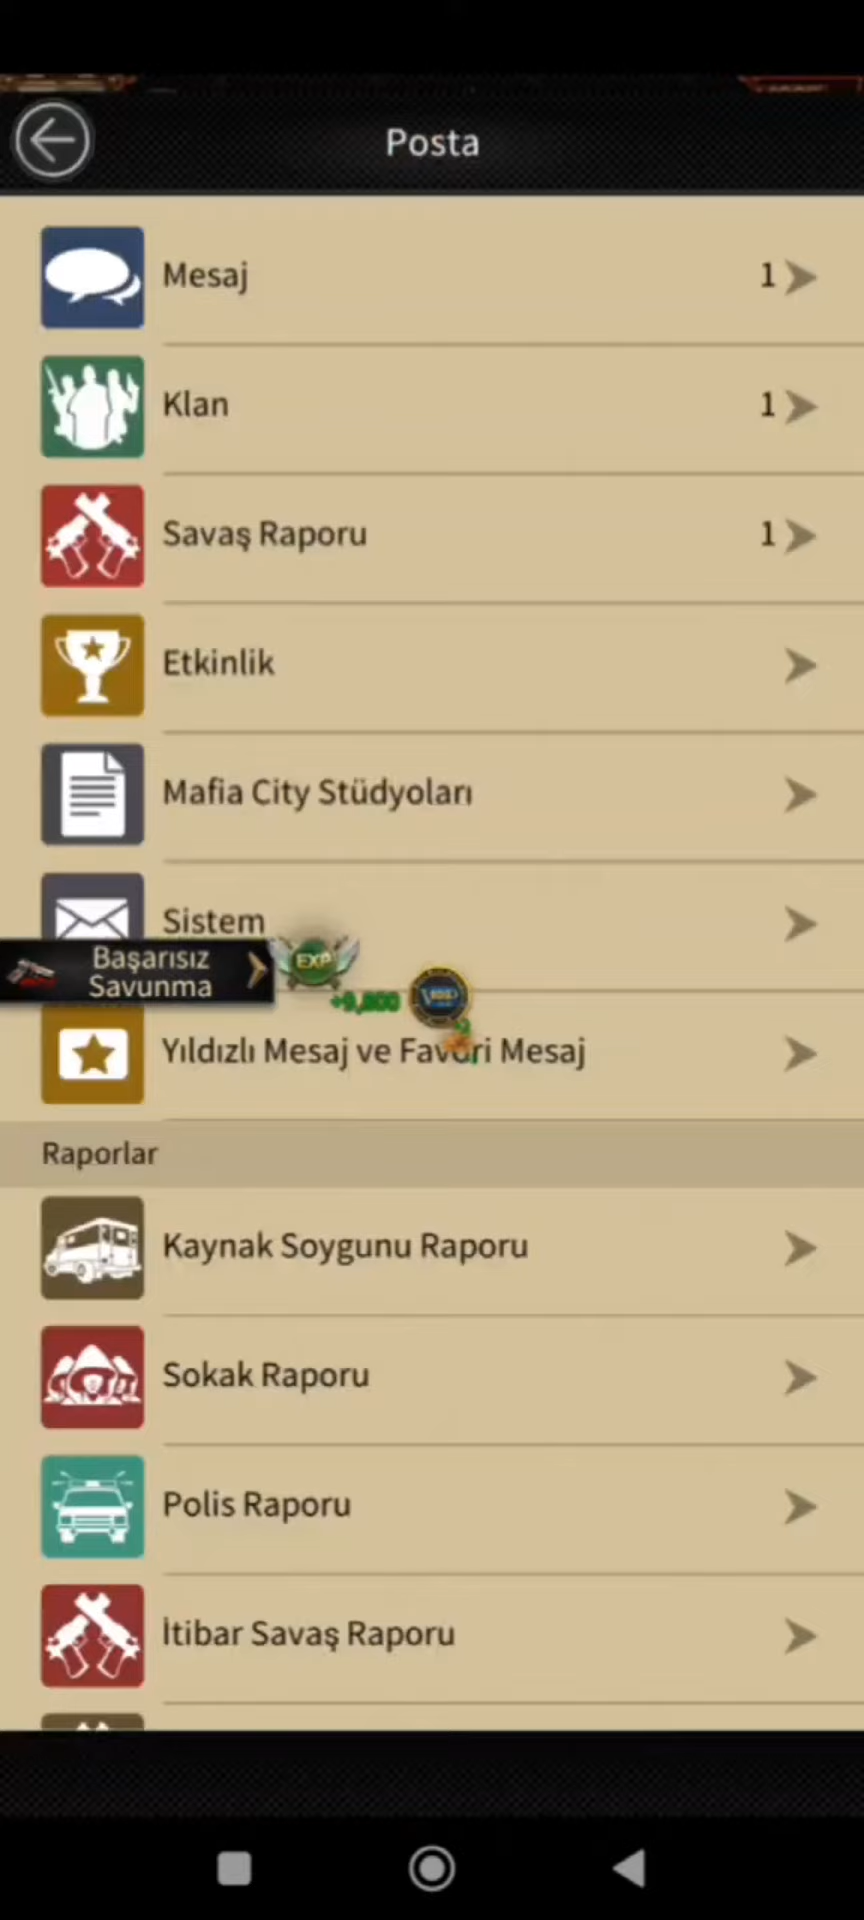 Posta
Mesaj 1
Klan 1
Savaş Raporu 1
Etkinlik
Mafia City Stüdyoları
Sistem
Başarısız
Savunma
EXP
Yıldızlı Mesaj ve Favori Mesaj
Raporlar
Kaynak Soygunu Raporu
Sokak Raporu
Polis Raporu
İtibar Savaş Raporu